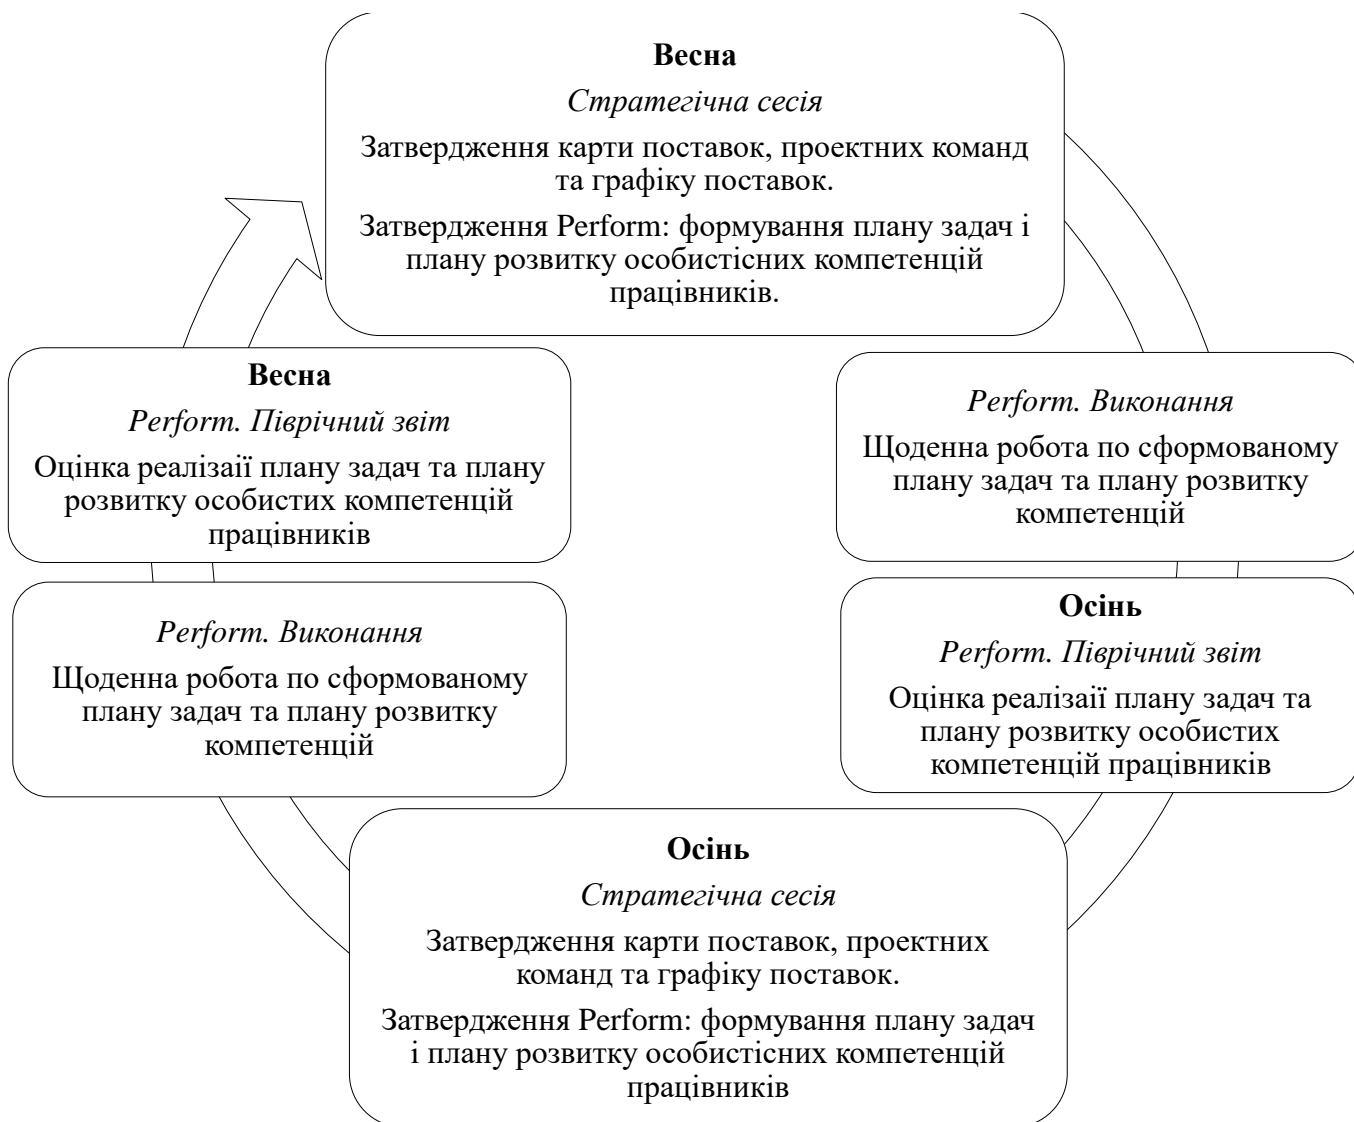 Весна
Стратегічна сесія
Затвердження карти поставок, проектних команд
та графіку поставок.
Затвердження Perform: формування плану задач і
плану розвитку особистісних компетенцій
працівників.
Perform. Виконання
Щоденна робота по сформованому
плану задач та плану розвитку
компетенцій
Осінь
Perform. Піврічний звіт
Оцінка реалізаії плану задач та
плану розвитку особистих
компетенцій працівників
Осінь
Стратегічна сесія
Затвердження карти поставок, проектних
команд та графіку поставок.
Затвердження Perform: формування плану задач
і плану розвитку особистісних компетенцій
працівників
Perform. Виконання
Щоденна робота по сформованому
плану задач та плану розвитку
компетенцій
Весна
Perform. Піврічний звіт
Оцінка реалізаії плану задач та плану
розвитку особистих компетенцій
працівників